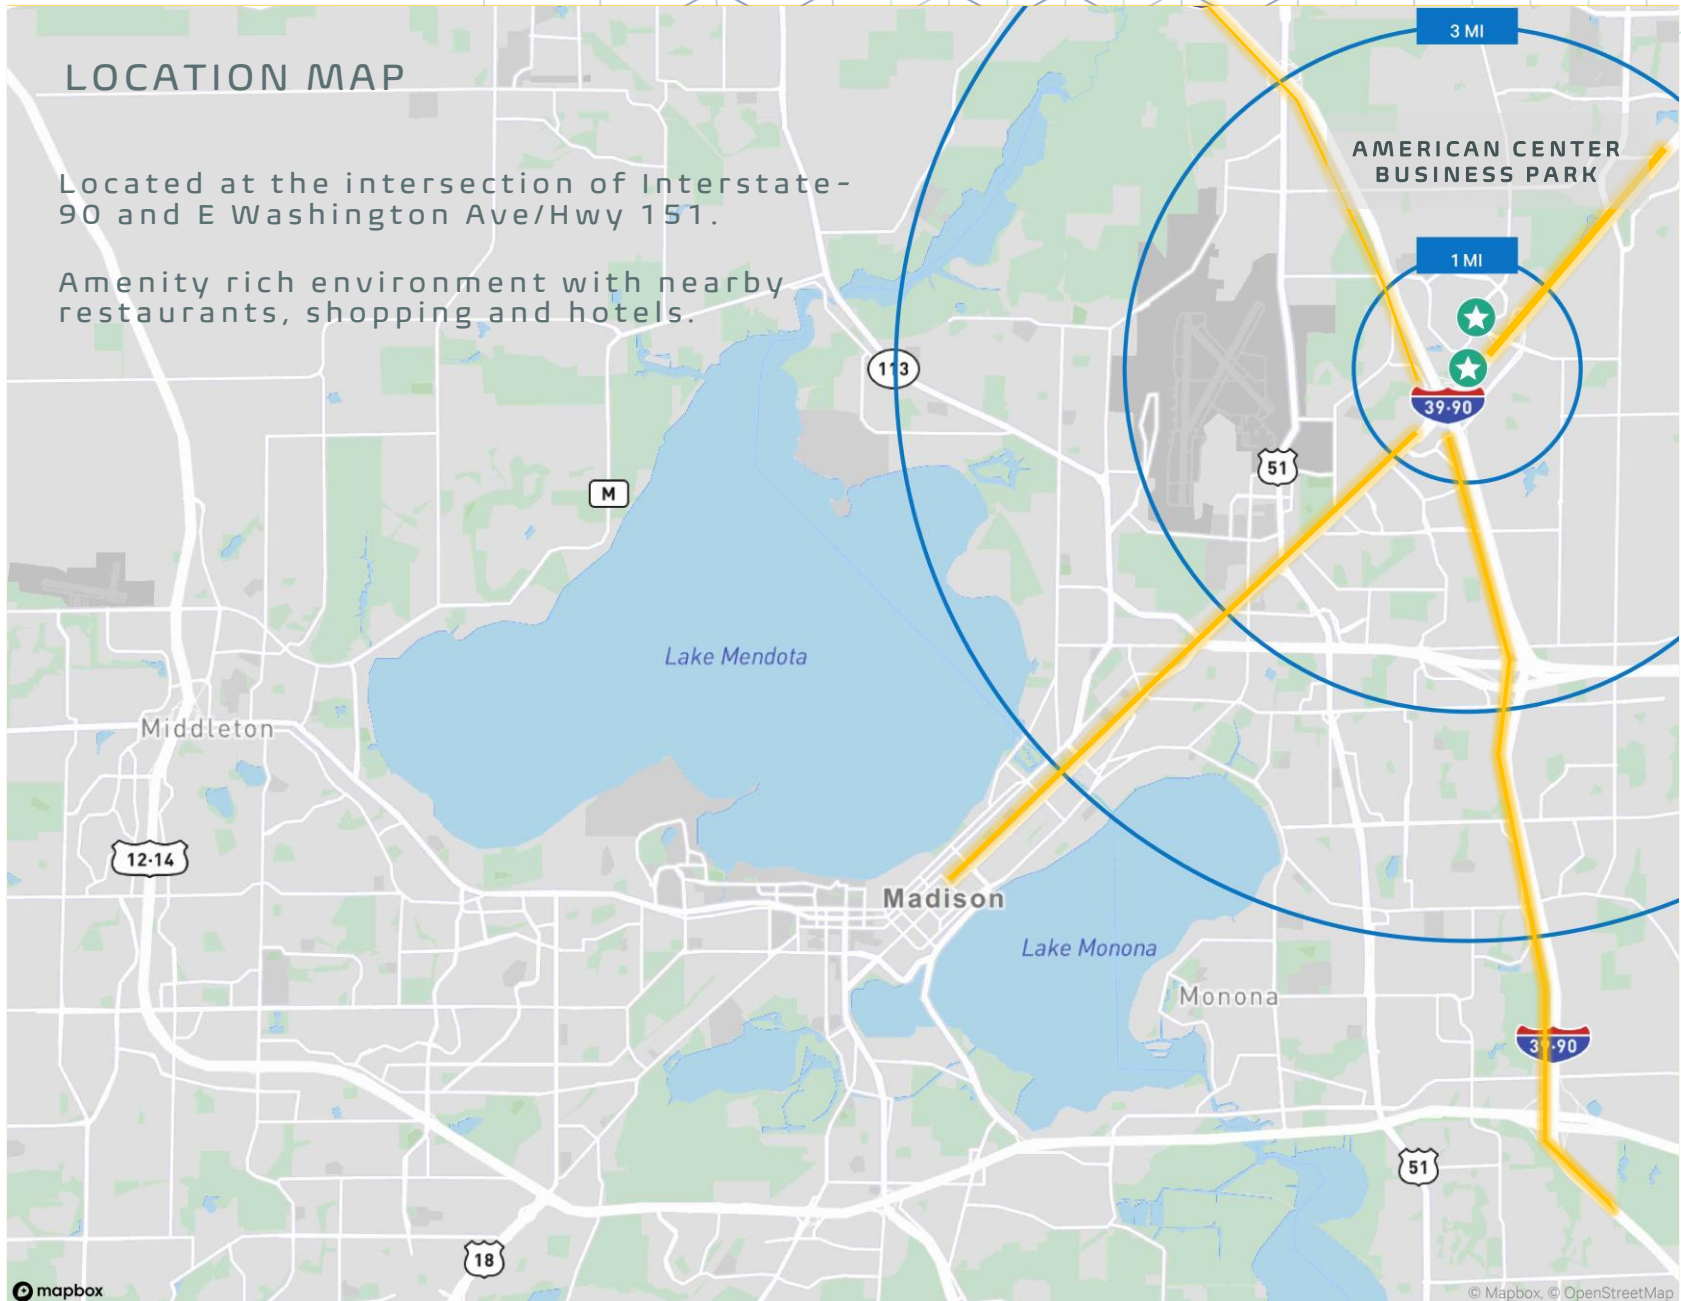 LOCATION MAP
Located at the intersection of Interstate-
90 and E Washington Ave/Hwy 151.
Amenity rich environment with nearby
restaurants, shopping and hotels.
3 MI
AMERICAN CENTER
BUSINESS PARK
1 MI
113
39·90
51
M
Lake Mendota
Middleton
12·14
Madison
Lake Monona
Monona
39·90
51
18
mapbox
© Mapbox, © OpenStreetMap